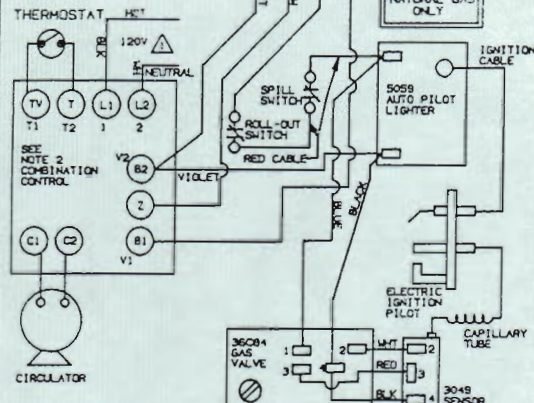 ONLY
THERMOSTAT
HOT
BLK
120V
NEUTRAL
TV
T
L1
L2
T1
T2
1
2
SEE
NOTE 2
COMBINATION
CONTROL
V2
B2
VIOLET
Z
B1
V1
C1
C2
CIRCULATOR
SPILL
SWITCH
ROLL-OUT
SWITCH
RED CABLE
5059
AUTO PILOT
LIGHTER
IGNITION
CABLE
BLUE
BLACK
ELECTRIC
IGNITION
PILOT
CAPILLARY
TUBE
36C84
GAS
VALVE
1
2
WHT
2
3
4
RED
3
BLK
4
3049
SENSOR